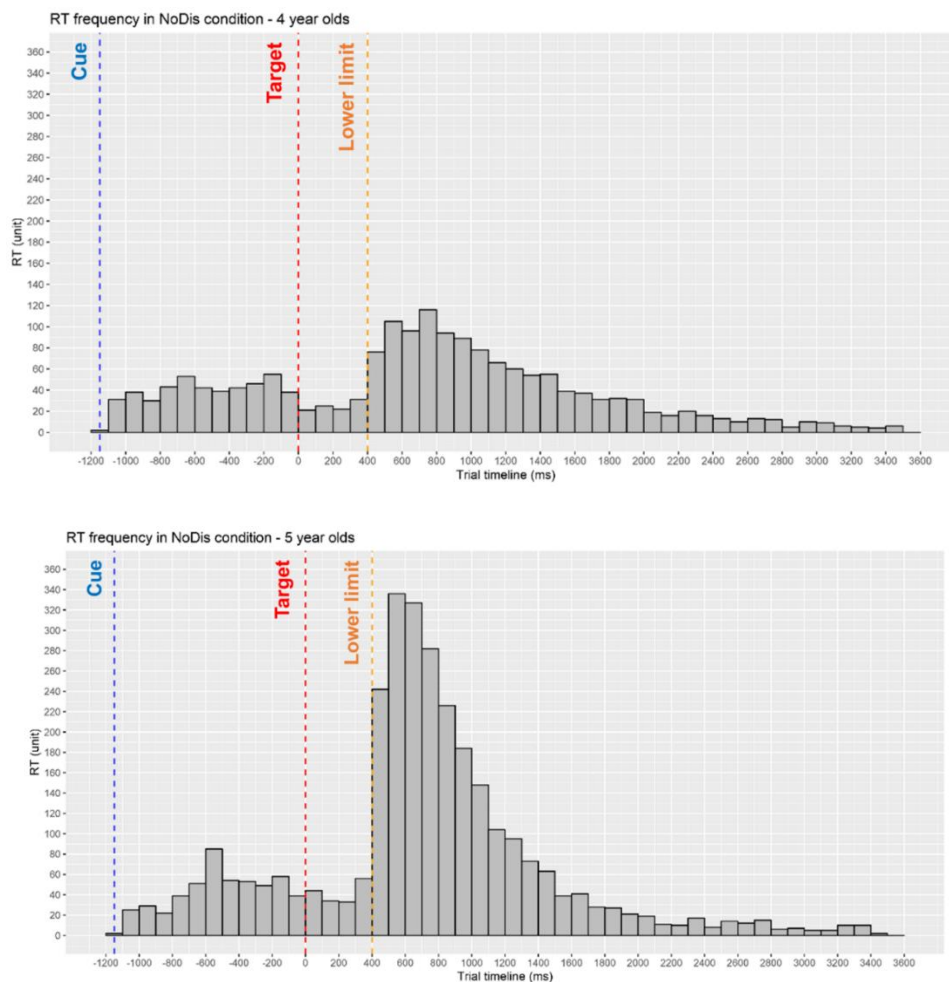 RT frequency in NoDis condition - 4 year olds
Cue
Target
Lower limit
360
340
320
300
280
260
240
220
200
180
160
140
120
100
80
60
40
20
0
RT (unit)
-1200 -1000 -800 -600 -400 -200 0 200 400 600 800 1000 1200 1400 1600 1800 2000 2200 2400 2600 2800 3000 3200 3400 3600
Trial timeline (ms)
RT frequency in NoDis condition - 5 year olds
Cue
Target
Lower limit
360
340
320
300
280
260
240
220
200
180
160
140
120
100
80
60
40
20
0
RT (unit)
-1200 -1000 -800 -600 -400 -200 0 200 400 600 800 1000 1200 1400 1600 1800 2000 2200 2400 2600 2800 3000 3200 3400 3600
Trial timeline (ms)